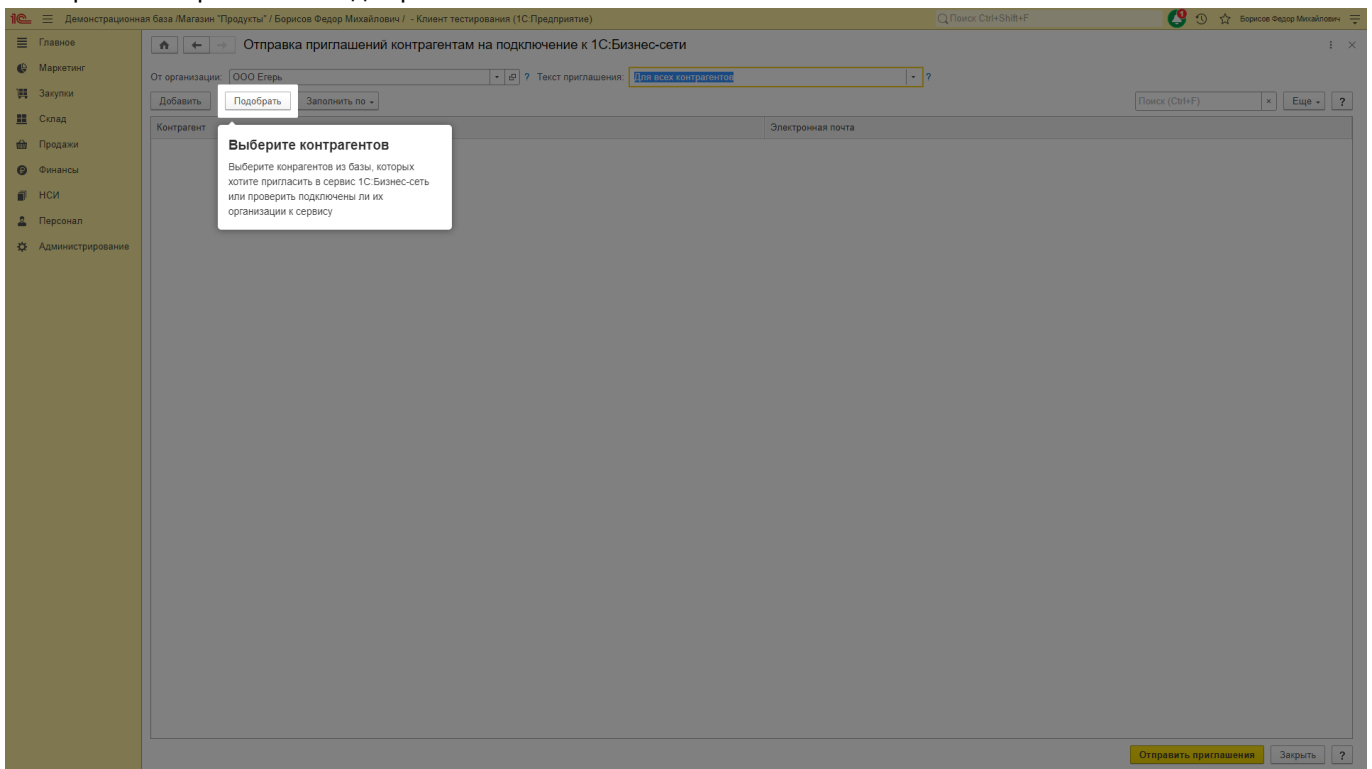 1С Демонстрационная база /Магазин "Продукты" / Борисов Федор Михайлович / - Клиент тестирования (1С:Предприятие) Поиск Ctrl+Shift+F Борисов Федор Михайлович
Главное
Маркетинг
Закупки
Склад
Продажи
Финансы
НСИ
Персонал
Администрирование
Отправка приглашений контрагентам на подключение к 1С:Бизнес-сети
От организации: ООО Егерь ? Текст приглашения: Для всех контрагентов ?
Добавить Подобрать Заполнить по Поиск (Ctrl+F) × Еще ?
Контрагент Электронная почта
Выберите контрагентов
Выберите конрагентов из базы, которых
хотите пригласить в сервис 1С:Бизнес-сеть
или проверить подключены ли их
организации к сервису
Отправить приглашения Закрыть ?